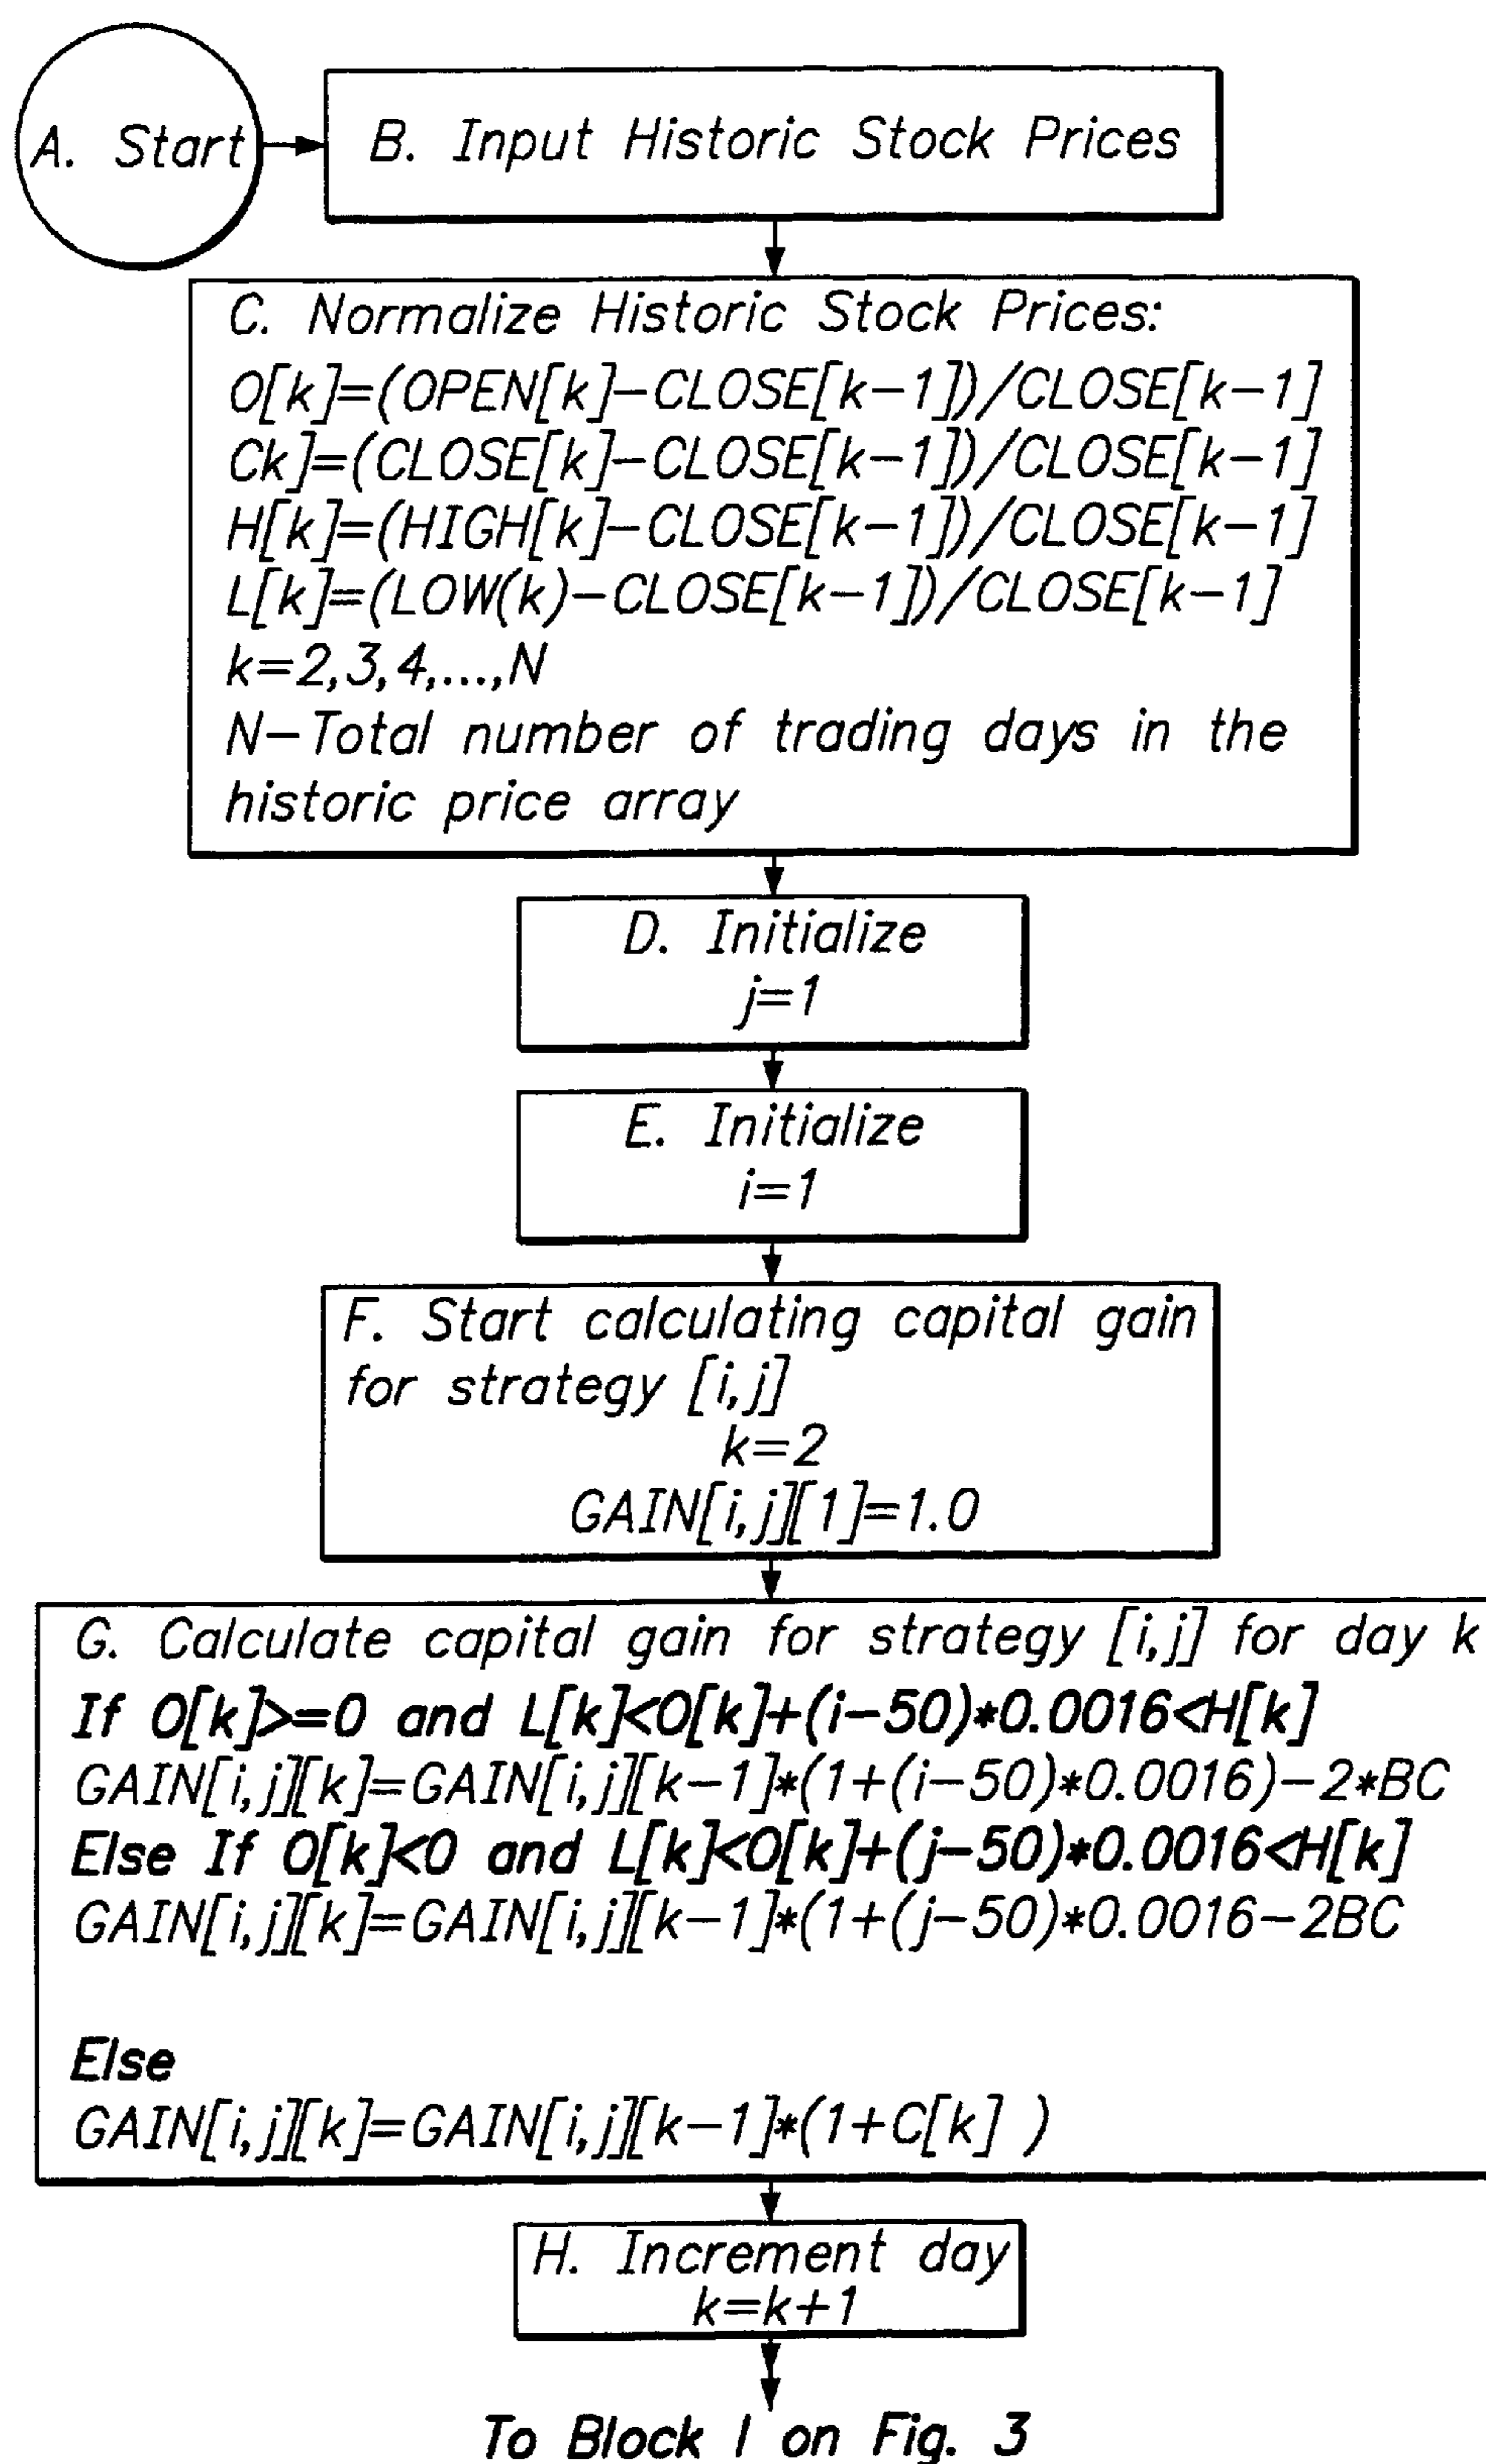 A. Start
B. Input Historic Stock Prices
C. Normalize Historic Stock Prices:
O[k]=(OPEN[k]-CLOSE[k-1])/CLOSE[k-1]
Ck]=(CLOSE[k]-CLOSE[k-1])/CLOSE[k-1]
H[k]=(HIGH[k]-CLOSE[k-1])/CLOSE[k-1]
L[k]=(LOW(k)-CLOSE[k-1])/CLOSE[k-1]
k=2,3,4,...,N
N-Total number of trading days in the
historic price array
D. Initialize
j=1
E. Initialize
i=1
F. Start calculating capital gain
for strategy [i,j]
k=2
GAIN[i,j][1]=1.0
G. Calculate capital gain for strategy [i,j] for day k
If O[k]>=0 and L[k]<O[k]+(i-50)*0.0016<H[k]
GAIN[i,j][k]=GAIN[i,j][k-1]*(1+(i-50)*0.0016)-2*BC
Else If O[k]<0 and L[k]<O[k]+(j-50)*0.0016<H[k]
GAIN[i,j][k]=GAIN[i,j][k-1]*(1+(j-50)*0.0016-2BC
Else
GAIN[i,j][k]=GAIN[i,j][k-1]*(1+C[k] )
H. Increment day
k=k+1
To Block I on Fig. 3